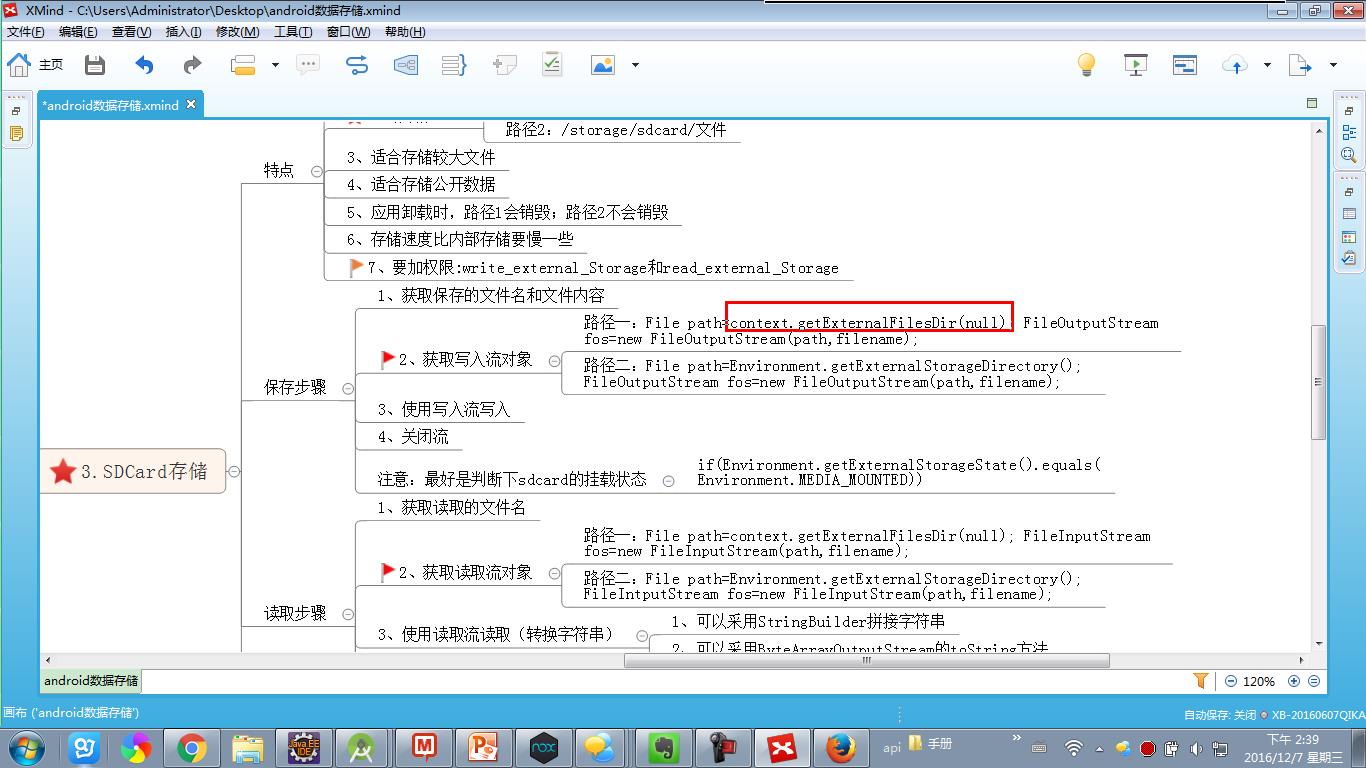 XMind - C:\Users\Administrator\Desktop\android数据存储.xmind
文件(F) 编辑(E) 查看(V) 插入(I) 修改(M) 工具(T) 窗口(W) 帮助(H)
主页
*android数据存储.xmind
路径2: /storage/sdcard/文件
特点
3、适合存储较大文件
4、适合存储公开数据
5、应用卸载时，路径1会销毁；路径2不会销毁
6、存储速度比内部存储要慢一些
7、要加权限:write_external_Storage和read_external_Storage
1、获取保存的文件名和文件内容
路径一：File path=context.getExternalFilesDir(null); FileOutputStream
fos=new FileOutputStream(path,filename);
2、获取写入流对象
路径二：File path=Environment.getExternalStorageDirectory();
FileOutputStream fos=new FileOutputStream(path,filename);
保存步骤
3、使用写入流写入
4、关闭流
注意：最好是判断下sdcard的挂载状态
if(Environment.getExternalStorageState().equals(
Environment.MEDIA_MOUNTED))
3.SDCard存储
1、获取读取的文件名
路径一：File path=context.getExternalFilesDir(null); FileInputStream
fos=new FileInputStream(path,filename);
2、获取读取流对象
路径二：File path=Environment.getExternalStorageDirectory();
FileIntputStream fos=new FileInputStream(path,filename);
读取步骤
3、使用读取流读取（转换字符串）
1、可以采用StringBuilder拼接字符串
2、可以采用ByteArrayOutputStream的toString方法
android数据存储
120%
画布 ('android数据存储')
自动保存: 关闭
XB-20160607QIKA
api
手册
下午 2:39
2016/12/7 星期三